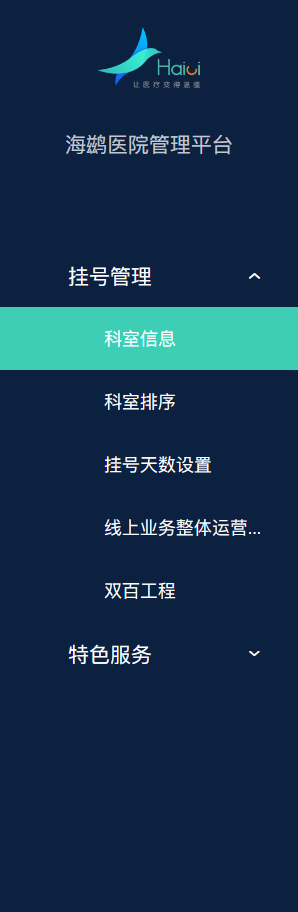 Haiyi
让医疗变得温暖
海鹚医院管理平台
挂号管理
科室信息
科室排序
挂号天数设置
线上业务整体运营...
双百工程
特色服务